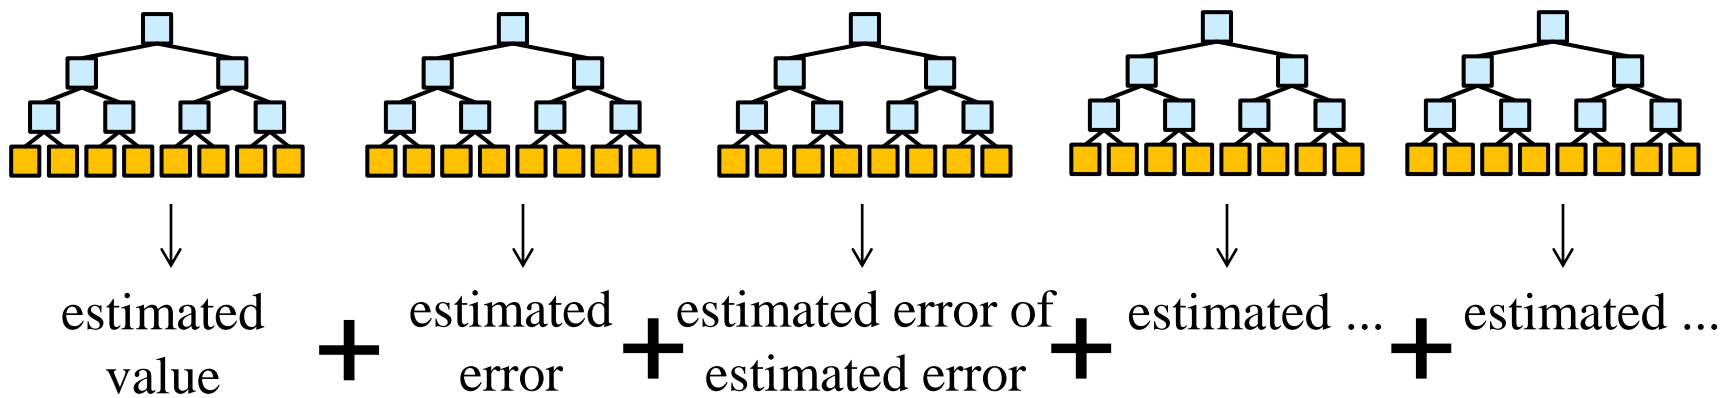 estimated value + estimated error + estimated error of estimated error + estimated ... + estimated ...